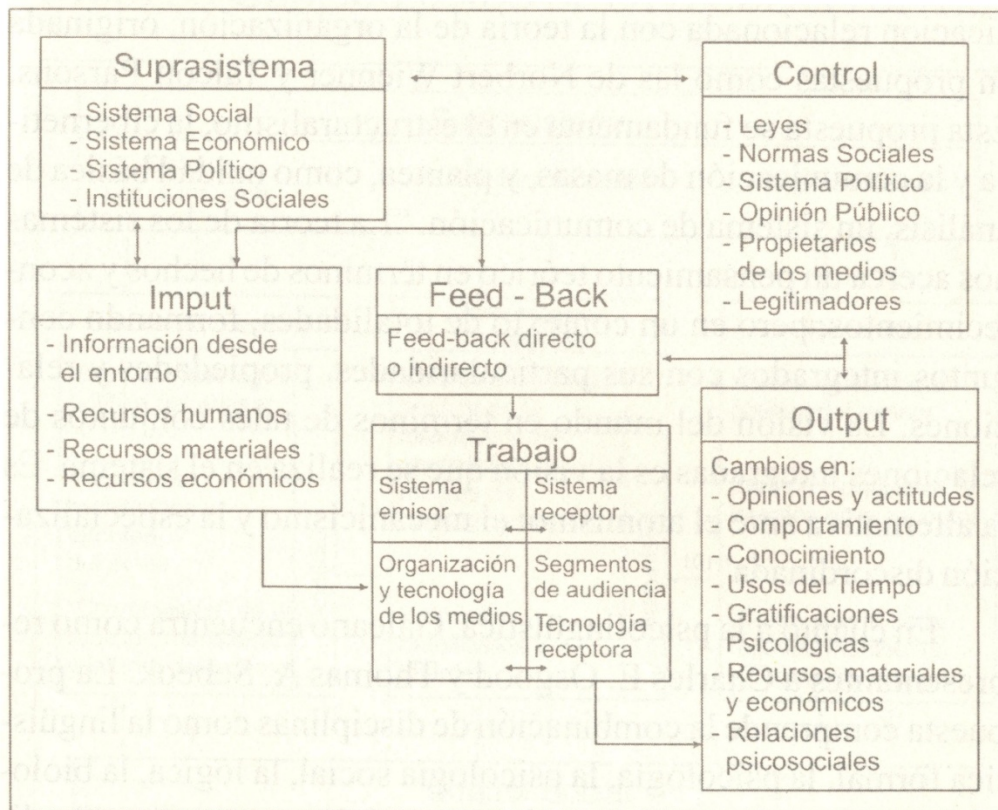 Suprasistema
- Sistema Social
- Sistema Económico
- Sistema Político
- Instituciones Sociales
Control
- Leyes
- Normas Sociales
- Sistema Político
- Opinión Público
- Propietarios
de los medios
- Legitimadores
Imput
- Información desde
el entorno
- Recursos humanos
- Recursos materiales
- Recursos económicos
Feed - Back
Feed-back directo
o indirecto
Trabajo
Sistema
emisor
Sistema
receptor
Organización
y tecnología
de los medios
Segmentos
de audiencia
Tecnología
receptora
Output
Cambios en:
- Opiniones y actitudes
- Comportamiento
- Conocimiento
- Usos del Tiempo
- Gratificaciones
Psicológicas
- Recursos materiales
y económicos
- Relaciones
psicosociales